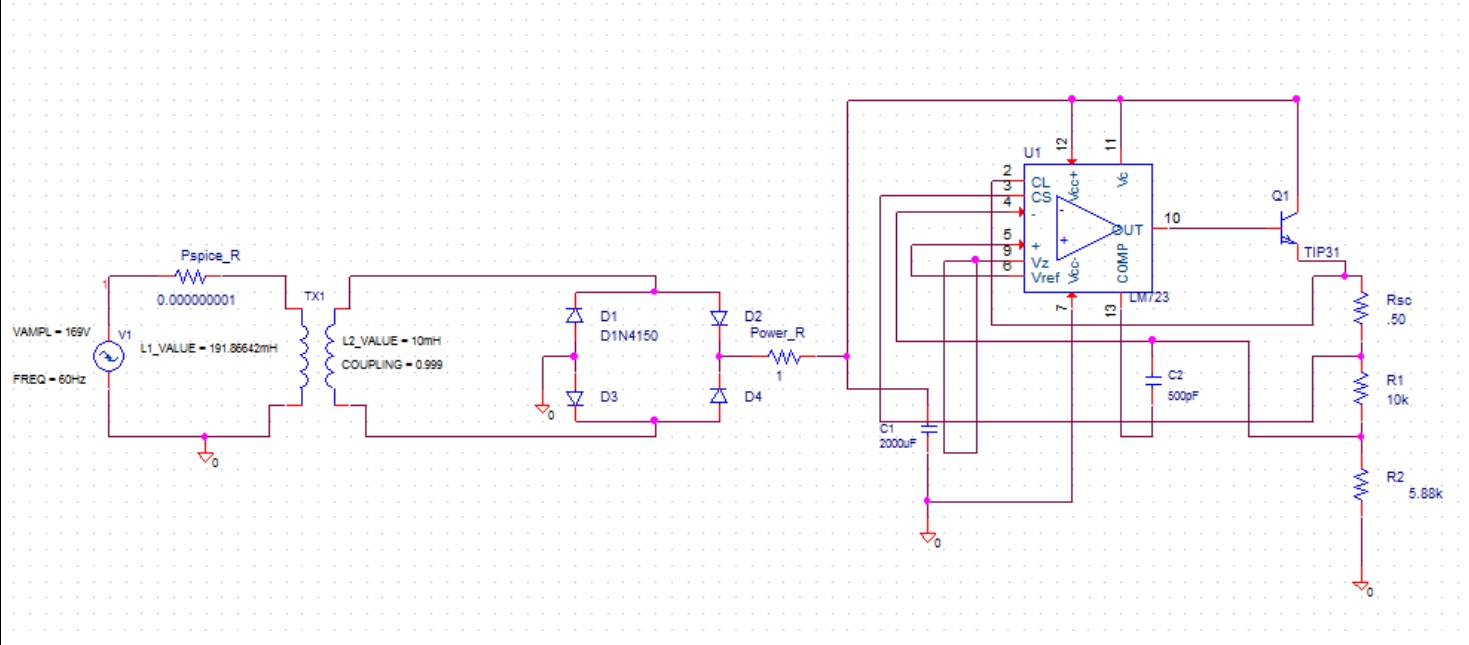 Pspice_R
0.000000001
1
VAMPL = 169V
V1
FREQ = 60Hz
0
TX1
L1_VALUE = 191.86642mH
L2_VALUE = 10mH
COUPLING = 0.999
D1
D1N4150
D2
D3
D4
0
Power_R
1
C1
2000uF
0
U1
12
11
2
3
4
5
9
6
CL
CS
-
+
Vz
Vref
Vcc+
Vc
-
+
OUT
Vcc-
COMP
10
7
13
LM723
Q1
TIP31
C2
500pF
Rsc
.50
R1
10k
R2
5.88k
0